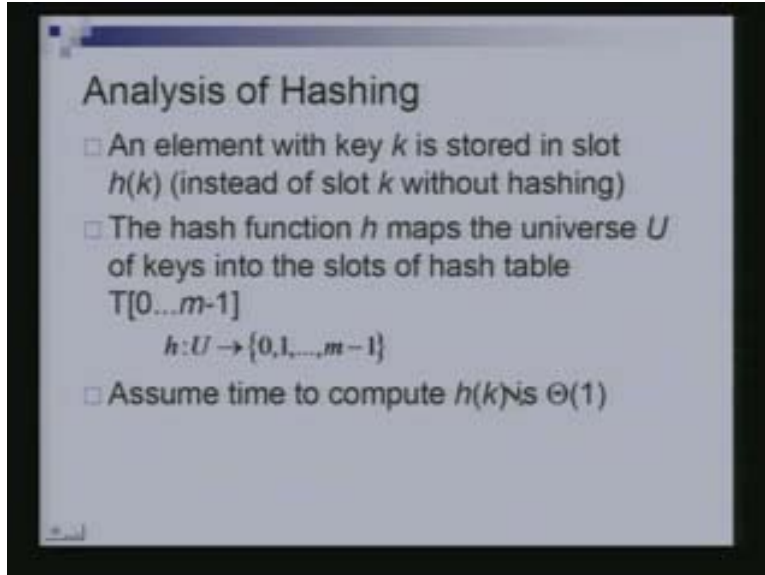 Analysis of Hashing
An element with key k is stored in slot
h(k) (instead of slot k without hashing)
The hash function h maps the universe U
of keys into the slots of hash table
T[0...m-1]
h:U→{0,1,...,m−1}
Assume time to compute h(k) is Θ(1)